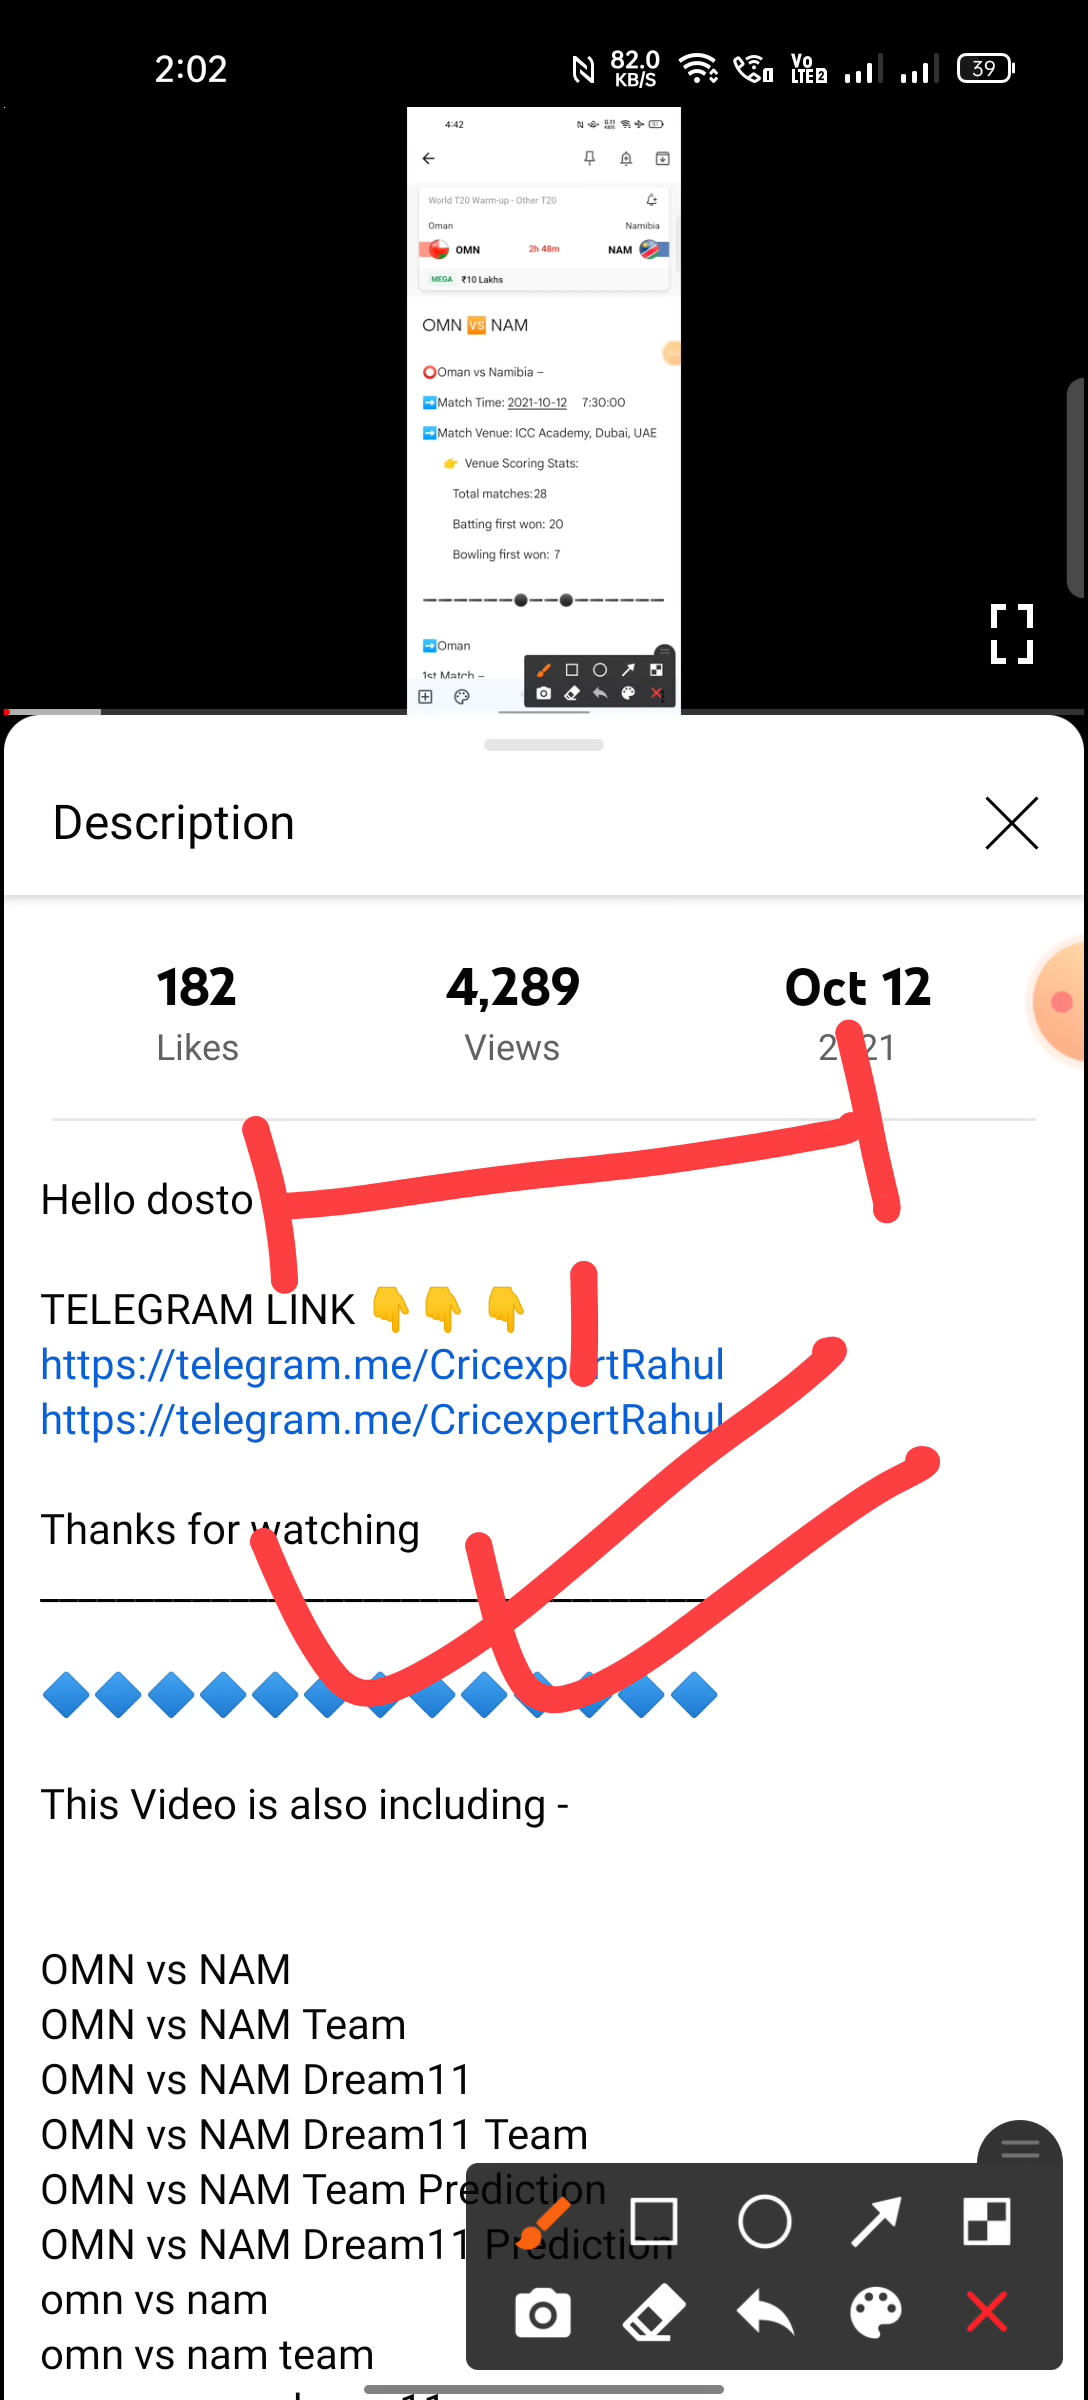 2:02
82.0
KB/S
Vo
LTE2
39
4:42
0.11
World T20 Warm-up - Other T20
Oman
Namibia
OMN
2h 48m
NAM
MEGA
₹10 Lakhs
OMN VS NAM
Oman vs Namibia –
Match Time: 2021-10-12 7:30:00
Match Venue: ICC Academy, Dubai, UAE
Venue Scoring Stats:
Total matches:28
Batting first won: 20
Bowling first won: 7
Oman
1st Match –
Description
182
Likes
4,289
Views
Oct 12
2021
Hello dosto
TELEGRAM LINK
https://telegram.me/CricexpertRahul
https://telegram.me/CricexpertRahul
Thanks for watching
This Video is also including -
OMN vs NAM
OMN vs NAM Team
OMN vs NAM Dream11
OMN vs NAM Dream11 Team
OMN vs NAM Team Prediction
OMN vs NAM Dream11 Prediction
omn vs nam
omn vs nam team